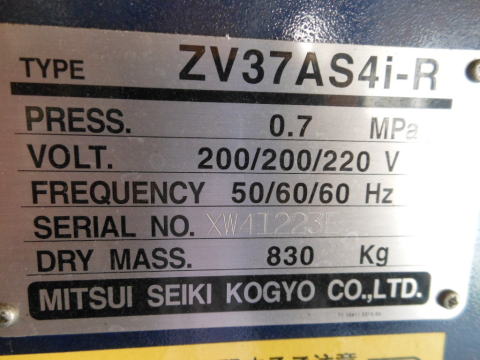 TYPE ZV37AS4i-R
PRESS. 0.7 MPa
VOLT. 200/200/220 V
FREQUENCY 50/60/60 Hz
SERIAL NO.
DRY MASS. 830 Kg
MITSUI SEIKI KOGYO CO.,LTD.